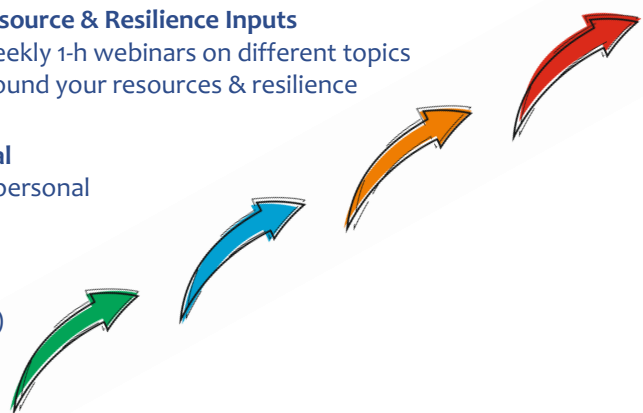 source & Resilience Inputs
eekly 1-h webinars on different topics
ound your resources & resilience
al
personal
)